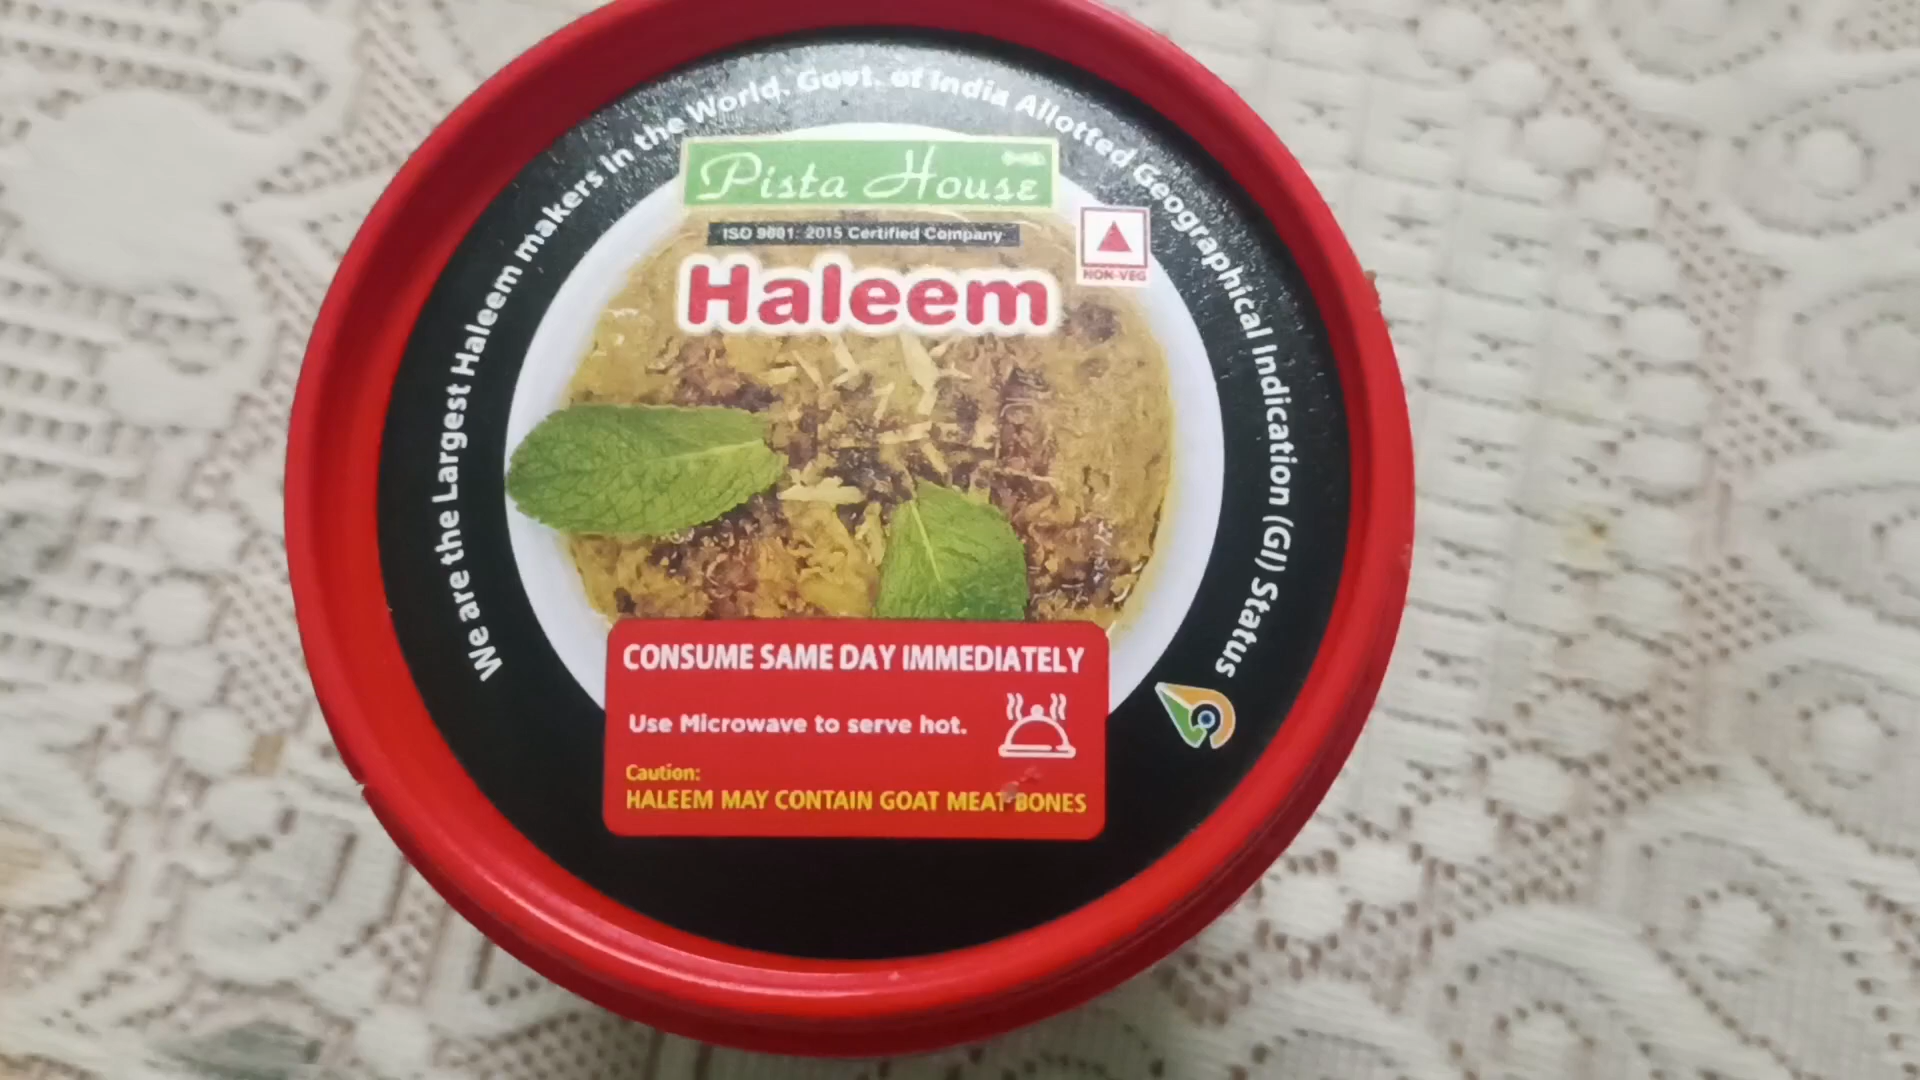 We are the Largest Haleem makers in the World. Govt. of India Allotted Geographical Indication (GI) Status
Pista House
ISO 9001: 2015 Certified Company
NON-VEG
Haleem
CONSUME SAME DAY IMMEDIATELY
Use Microwave to serve hot.
Caution:
HALEEM MAY CONTAIN GOAT MEAT BONES